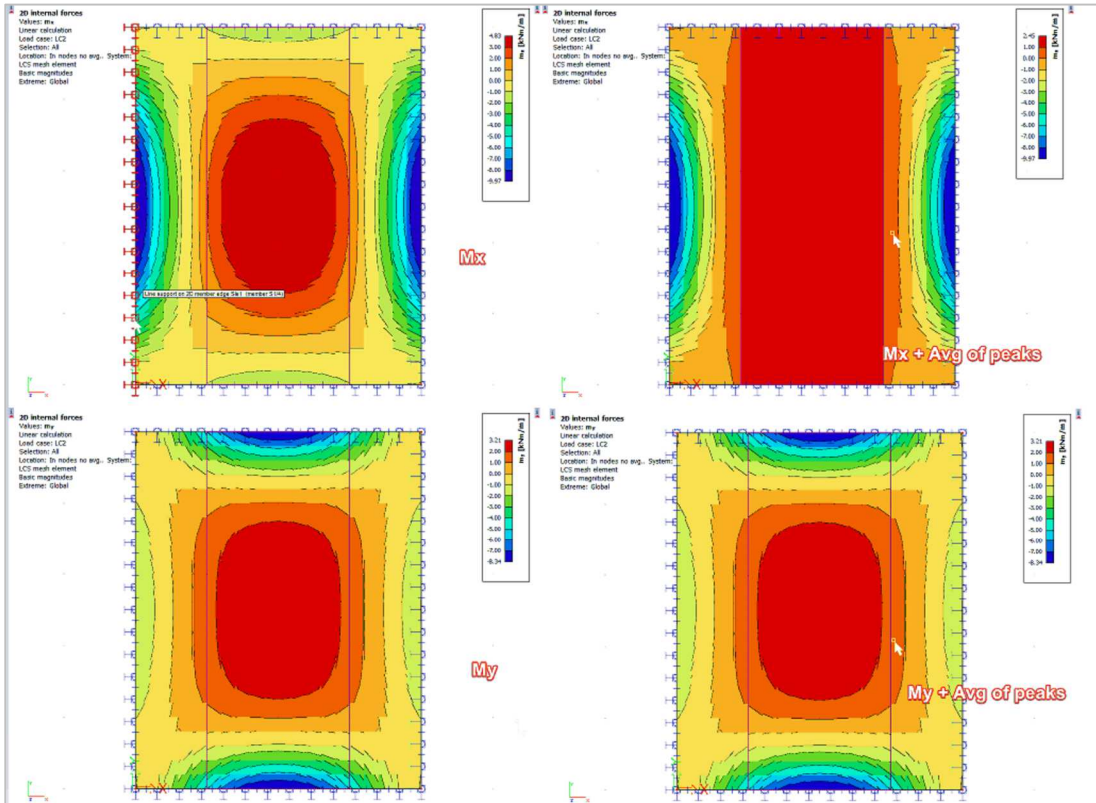 2D internal forces
Values: mx
Linear calculation
Load case: LC2
Selection: All
Location: In nodes no avg.. System:
LCS mesh element
Basic magnitudes
Extreme: Global
4.83
3.00
2.00
1.00
0.00
-1.00
-2.00
-3.00
-4.00
-5.00
-6.00
-7.00
-8.00
-9.97
mx [kNm/m]
Mx
2D internal forces
Values: mx
Linear calculation
Load case: LC2
Selection: All
Location: In nodes no avg.. System:
LCS mesh element
Basic magnitudes
Extreme: Global
2.45
1.00
0.00
-1.00
-2.00
-3.00
-4.00
-5.00
-6.00
-7.00
-8.00
-9.97
mx [kNm/m]
Mx + Avg of peaks
2D internal forces
Values: my
Linear calculation
Load case: LC2
Selection: All
Location: In nodes no avg.. System:
LCS mesh element
Basic magnitudes
Extreme: Global
3.21
2.00
1.00
0.00
-1.00
-2.00
-3.00
-4.00
-5.00
-6.00
-7.00
-8.34
my [kNm/m]
My
2D internal forces
Values: my
Linear calculation
Load case: LC2
Selection: All
Location: In nodes no avg.. System:
LCS mesh element
Basic magnitudes
Extreme: Global
3.21
2.00
1.00
0.00
-1.00
-2.00
-3.00
-4.00
-5.00
-6.00
-7.00
-8.34
my [kNm/m]
My + Avg of peaks